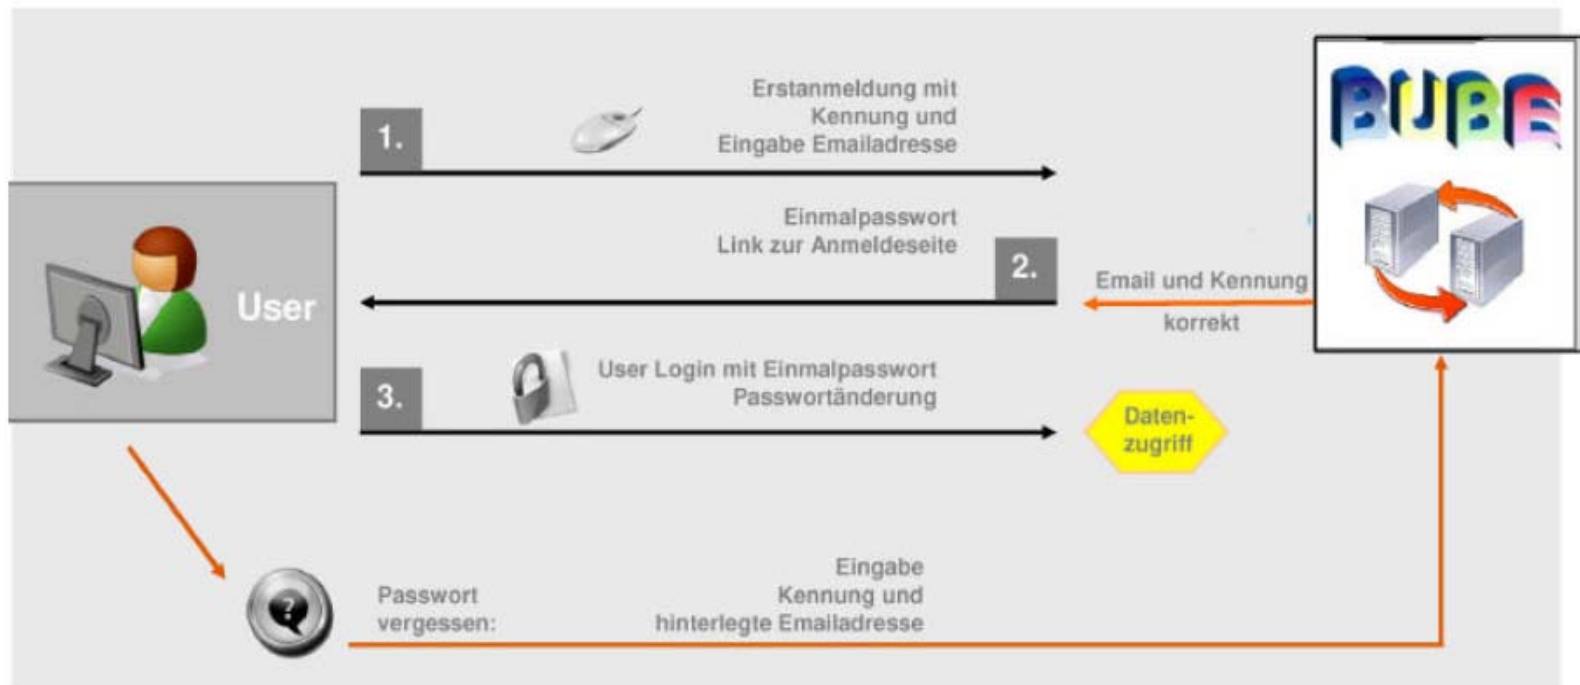 Erstanmeldung mit
Kennung und
Eingabe Emailadresse
1.
BUBE
Einmalpasswort
Link zur Anmeldeseite
2.
Email und Kennung
korrekt
User
3.
User Login mit Einmalpasswort
Passwortänderung
Daten-
zugriff
?
Passwort
vergessen:
Eingabe
Kennung und
hinterlegte Emailadresse